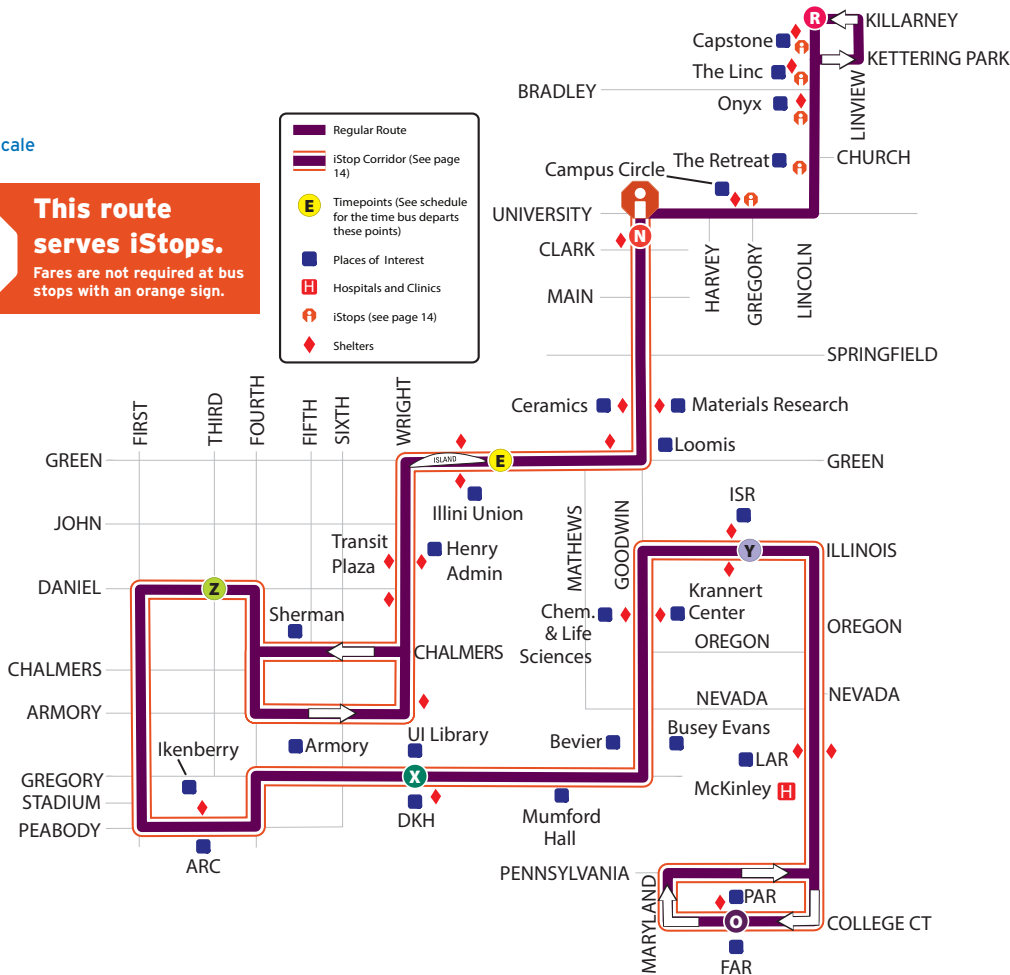 cale
This route
serves iStops.
Fares are not required at bus
stops with an orange sign.
Regular Route
iStop Corridor (See page
14)
E
Timepoints (See schedule
for the time bus departs
these points)
Places of Interest
H
Hospitals and Clinics
iStops (see page 14)
Shelters
R
KILLARNEY
Capstone
KETTERING PARK
The Linc
BRADLEY
Onyx
LINVIEW
CHURCH
The Retreat
Campus Circle
UNIVERSITY
N
CLARK
MAIN
HARVEY
GREGORY
LINCOLN
SPRINGFIELD
FIRST
THIRD
FOURTH
FIFTH
SIXTH
WRIGHT
Ceramics
Materials Research
Loomis
GREEN
ISLAND
E
GREEN
Illini Union
ISR
JOHN
Transit
Plaza
Henry
Admin
MATHEWS
GOODWIN
Y
ILLINOIS
DANIEL
Z
Sherman
Krannert
Center
Chem.
& Life
Sciences
OREGON
OREGON
CHALMERS
CHALMERS
NEVADA
NEVADA
ARMORY
Armory
UI Library
Bevier
Busey Evans
LAR
Ikenberry
GREGORY
X
McKinley
H
STADIUM
DKH
Mumford
Hall
PEABODY
ARC
PENNSYLVANIA
MARYLAND
PAR
O
COLLEGE CT
FAR